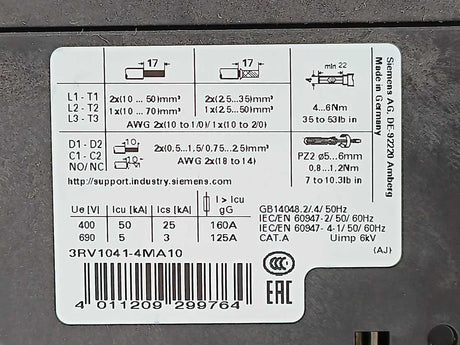 17
17
min 22
L1 - T1
L2 - T2
L3 - T3
2x(10 ... 50)mm²
1x(10 ... 70)mm²
2x(2.5...35)mm²
1x(2.5...50)mm²
AWG 2x(10 to 1/0)/ 1x(10 to 2/0)
4...6Nm
35 to 53lb in
D1 - D2
C1 - C2
NO/ NC
10
10
2x(0.5...1.5/0.75...2.5)mm²
AWG 2x(18 to 14)
PZ2 ø5...6mm
0.8...1.2Nm
7 to 10.3lb in
http://support.industry.siemens.com
Siemens AG, DE-92220 Amberg
Made in Germany
Ue [V]
Icu [kA]
Ics [kA]
I > Icu
gG
400
50
25
160A
690
5
3
125A
GB14048.2/.4/ 50Hz
IEC/EN 60947-2/ 50/ 60Hz
IEC/EN 60947- 4-1/ 50/ 60Hz
CAT.A
Uimp 6kV
3RV1041-4MA10
(AJ)
CCC
EAC
4 011209 299764